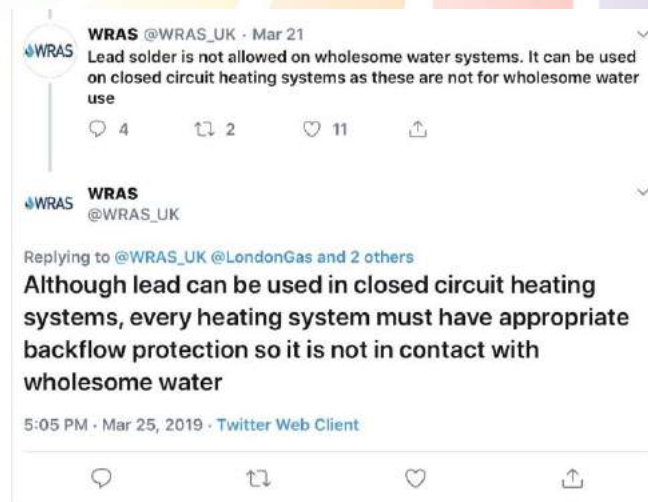 WRAS @WRAS_UK · Mar 21
WRAS
Lead solder is not allowed on wholesome water systems. It can be used
on closed circuit heating systems as these are not for wholesome water
use
4 2 11
WRAS
WRAS
@WRAS_UK
Replying to @WRAS_UK @LondonGas and 2 others
Although lead can be used in closed circuit heating
systems, every heating system must have appropriate
backflow protection so it is not in contact with
wholesome water
5:05 PM · Mar 25, 2019 · Twitter Web Client